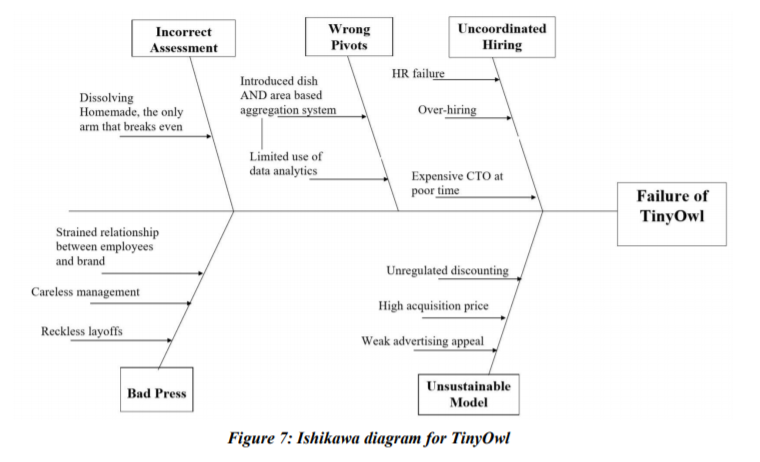 Incorrect
Assessment
Wrong
Pivots
Uncoordinated
Hiring
Dissolving
Homemade, the only
arm that breaks even
Introduced dish
AND area based
aggregation system
Limited use of
data analytics
HR failure
Over-hiring
Expensive CTO at
poor time
Failure of
TinyOwl
Strained relationship
between employees
and brand
Careless management
Reckless layoffs
Unregulated discounting
High acquisition price
Weak advertising appeal
Bad Press
Unsustainable
Model
Figure 7: Ishikawa diagram for TinyOwl